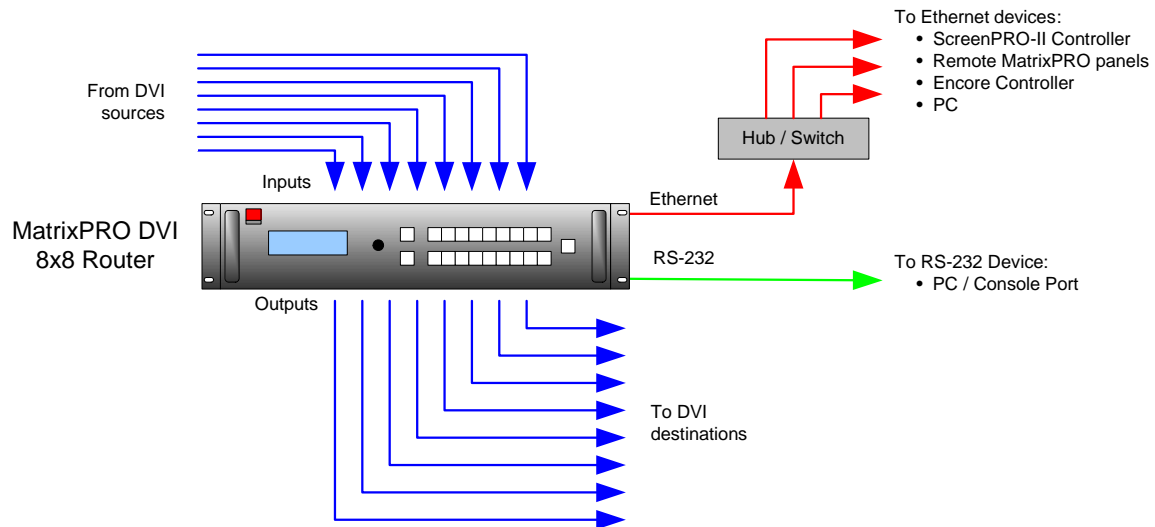 To Ethernet devices:
• ScreenPRO-II Controller
• Remote MatrixPRO panels
• Encore Controller
• PC
From DVI
sources
Hub / Switch
Inputs
Ethernet
MatrixPRO DVI
8x8 Router
RS-232
To RS-232 Device:
• PC / Console Port
Outputs
To DVI
destinations